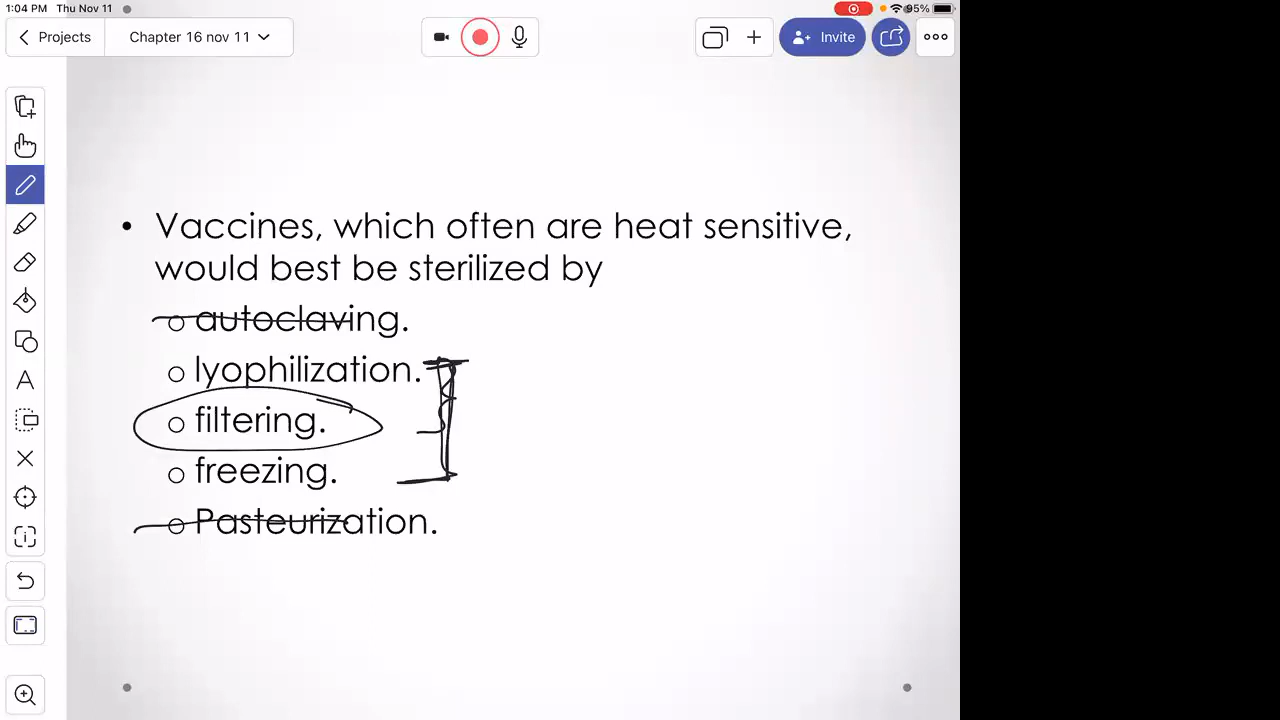 1:04 PM Thu Nov 11
95%
Projects
Chapter 16 nov 11
Invite
• Vaccines, which often are heat sensitive,
would best be sterilized by
o autoclaving.
o lyophilization.
o filtering.
o freezing.
o Pasteurization.
A